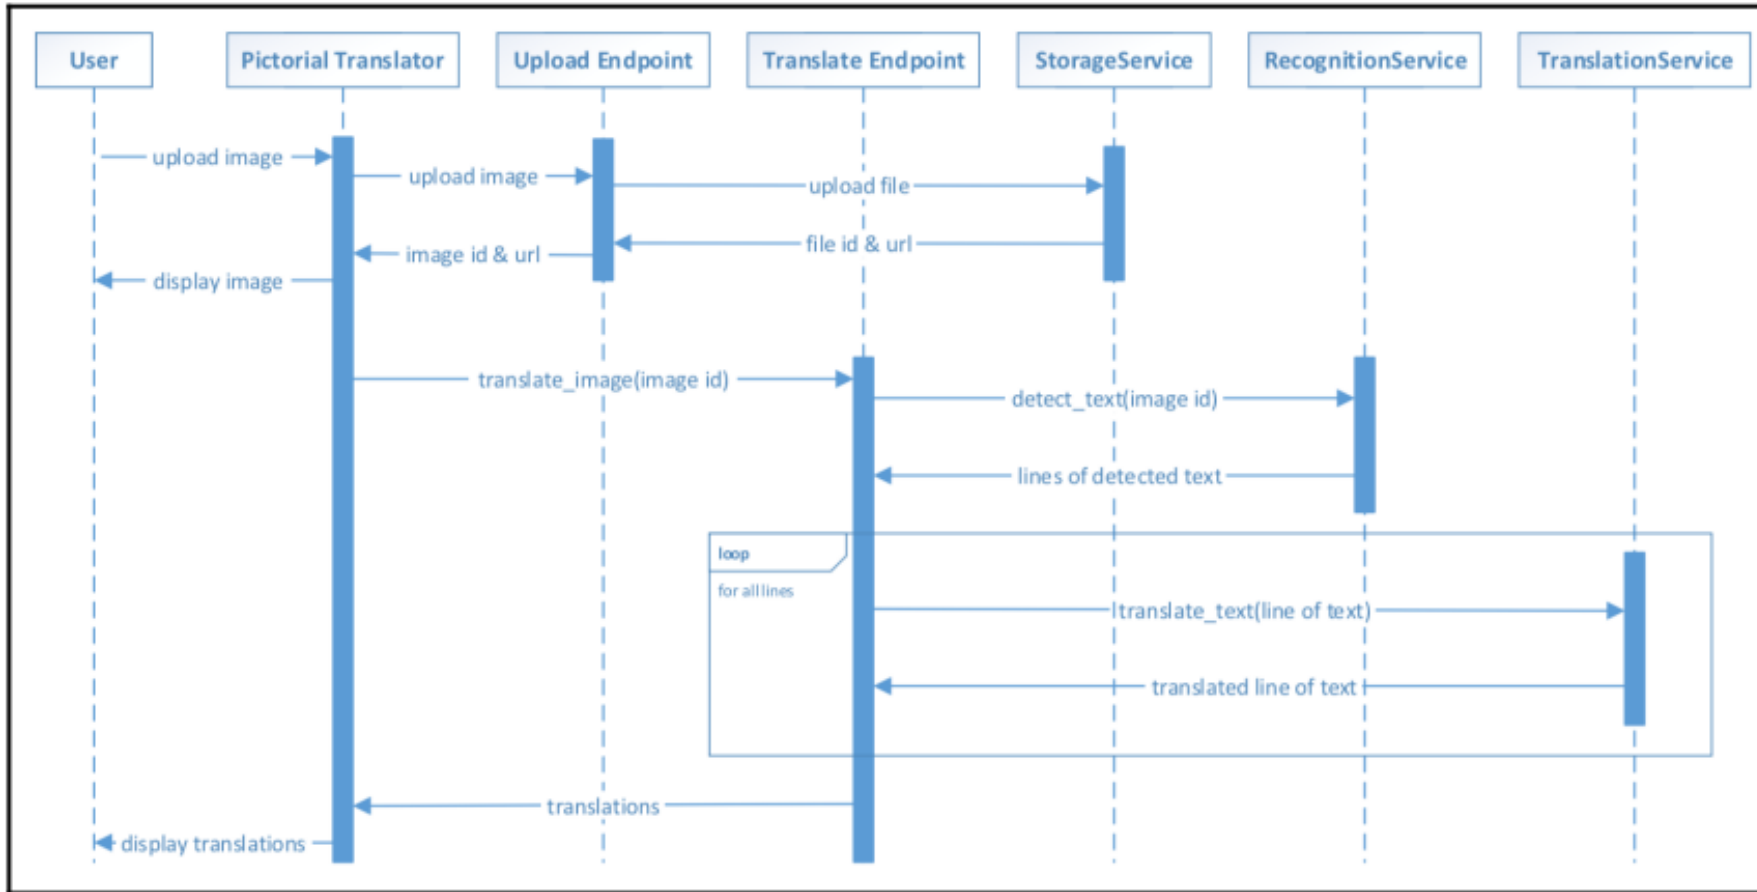 User
Pictorial Translator
Upload Endpoint
Translate Endpoint
StorageService
RecognitionService
TranslationService
upload image
upload image
upload file
file id & url
image id & url
display image
translate_image(image id)
detect_text(image id)
lines of detected text
loop
for all lines
translate_text(line of text)
translated line of text
translations
display translations